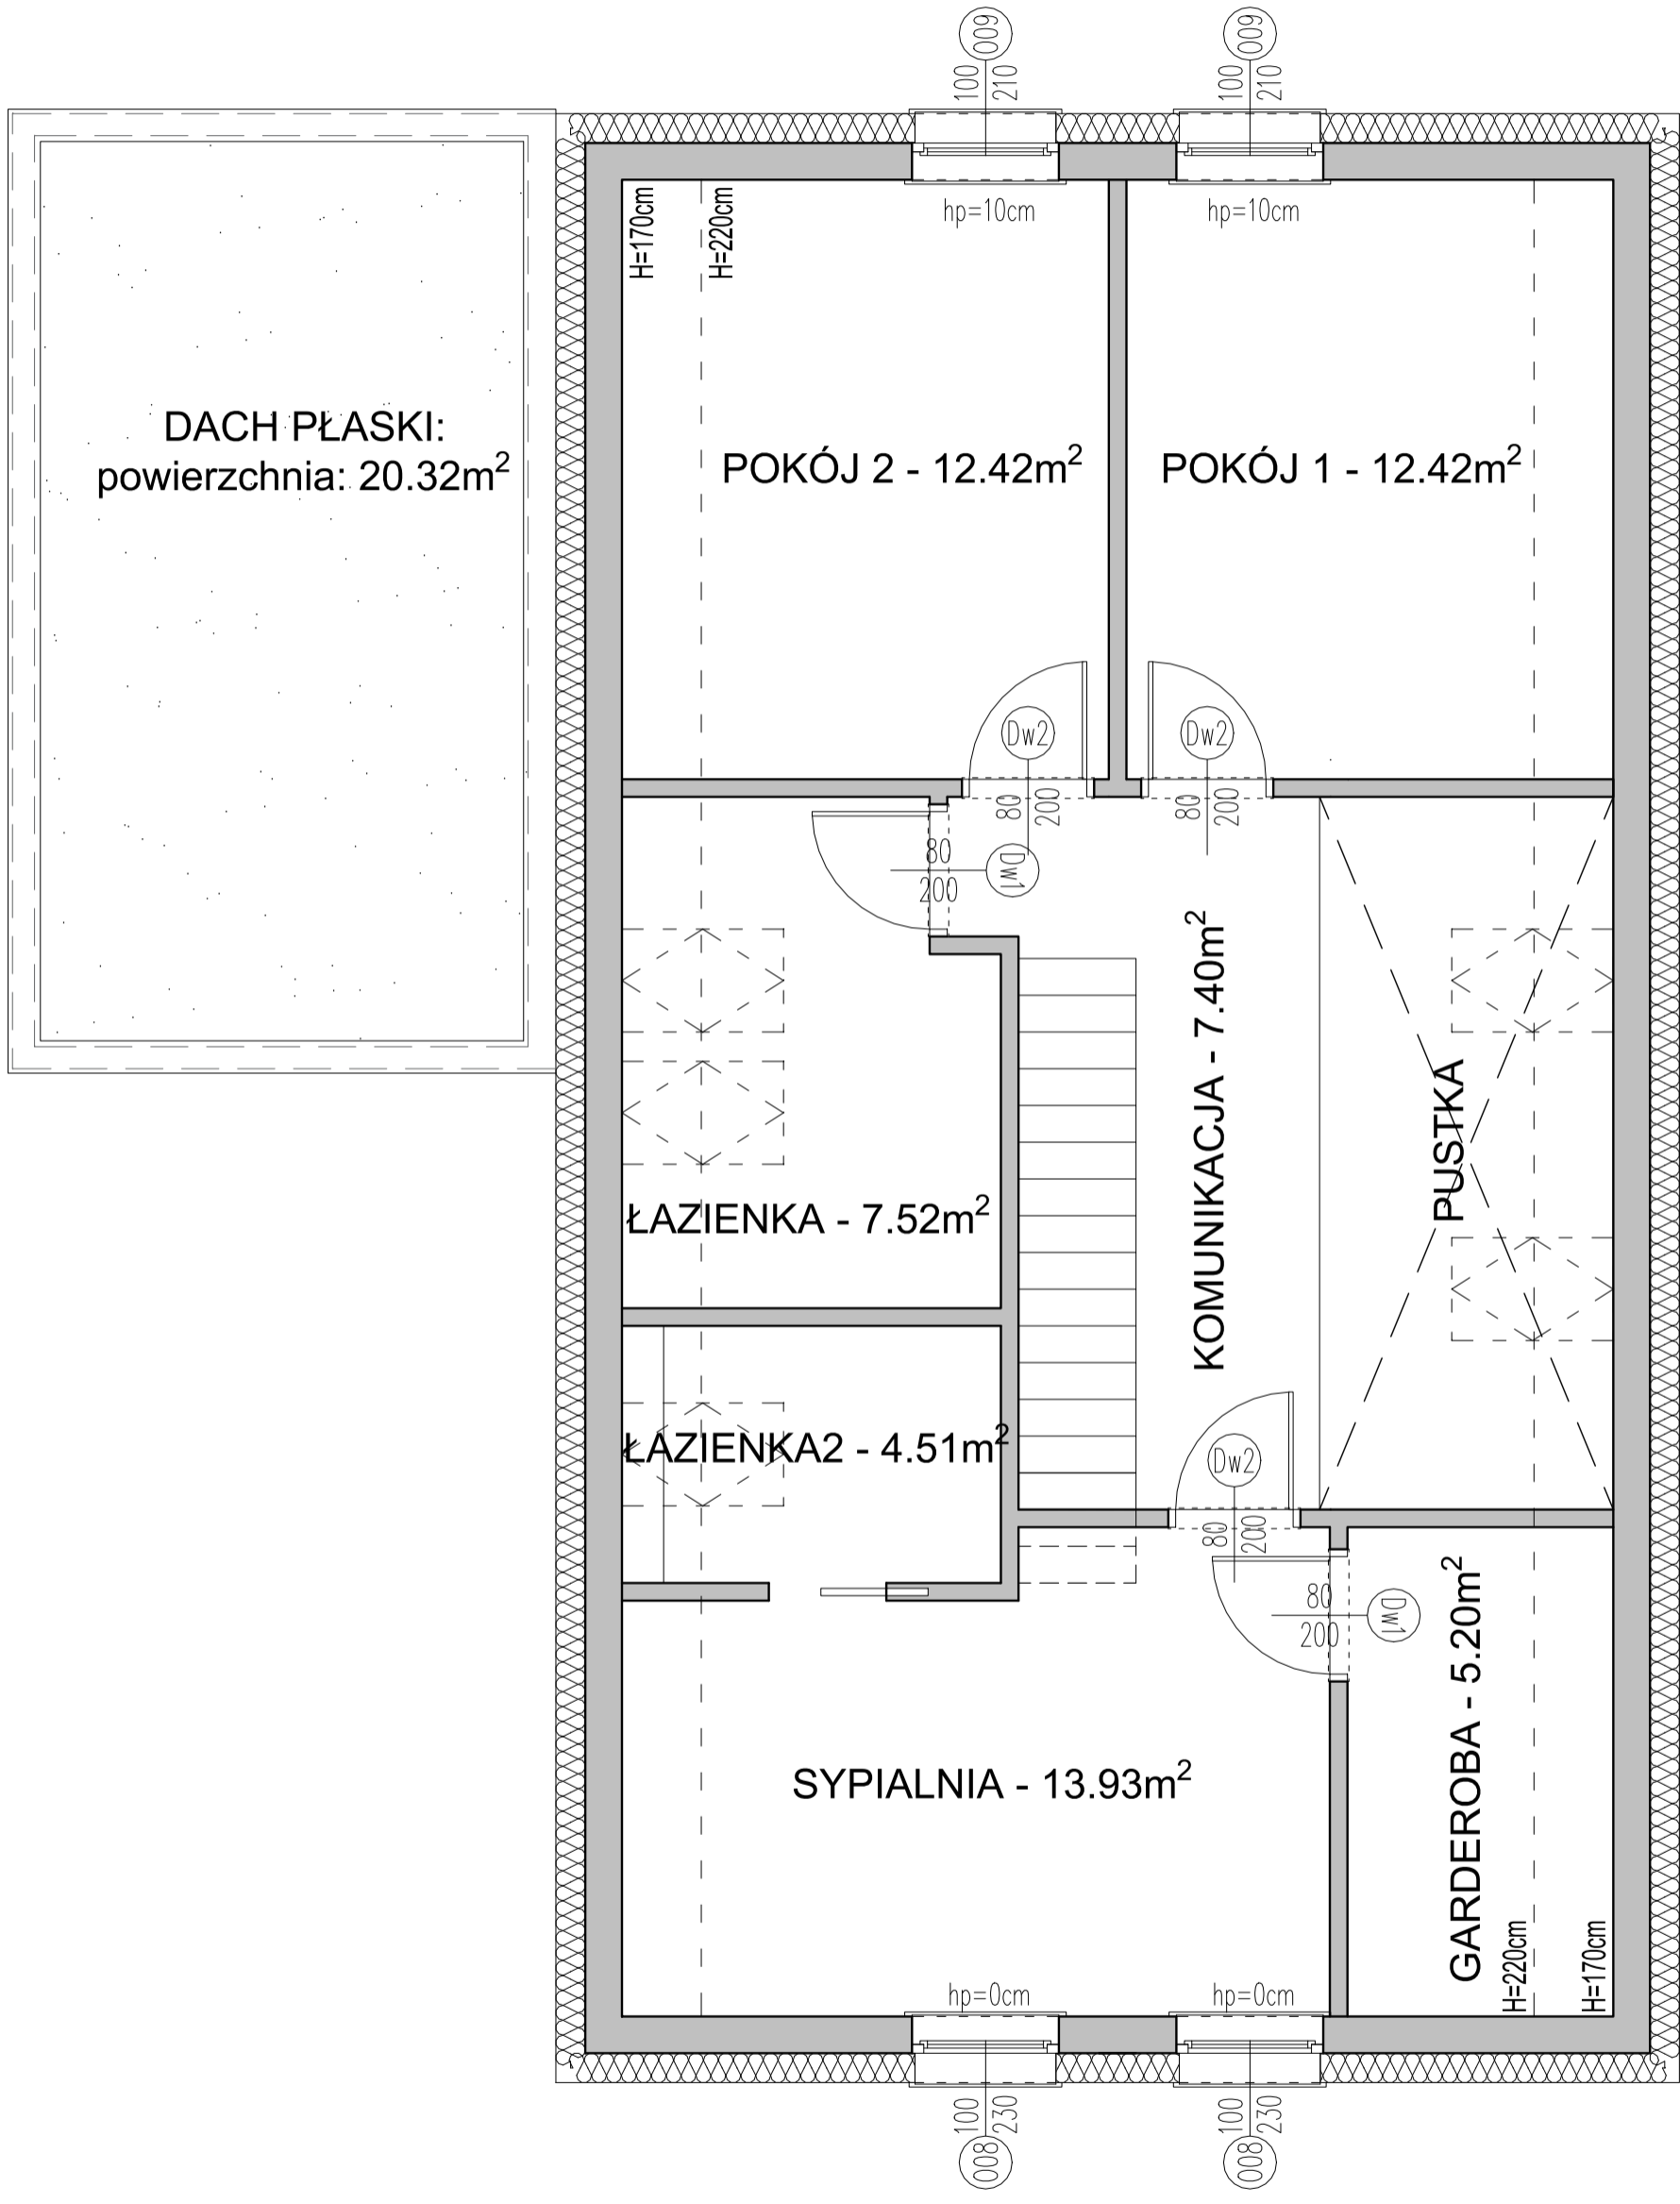 009
009
100
210
100
210
hp=10cm
hp=10cm
H=170cm
H=220cm
DACH PŁASKI:
powierzchnia: 20.32m²
POKÓJ 2 - 12.42m²
POKÓJ 1 - 12.42m²
Dw2
Dw2
80
200
80
200
80
200
Dw1
KOMUNIKACJA - 7.40m²
PUSTKA
ŁAZIENKA - 7.52m²
ŁAZIENKA2 - 4.51m²
Dw2
80
200
80
200
Dw1
SYPIALNIA - 13.93m²
GARDEROBA - 5.20m²
H=220cm
H=170cm
hp=0cm
hp=0cm
100
230
100
230
008
008